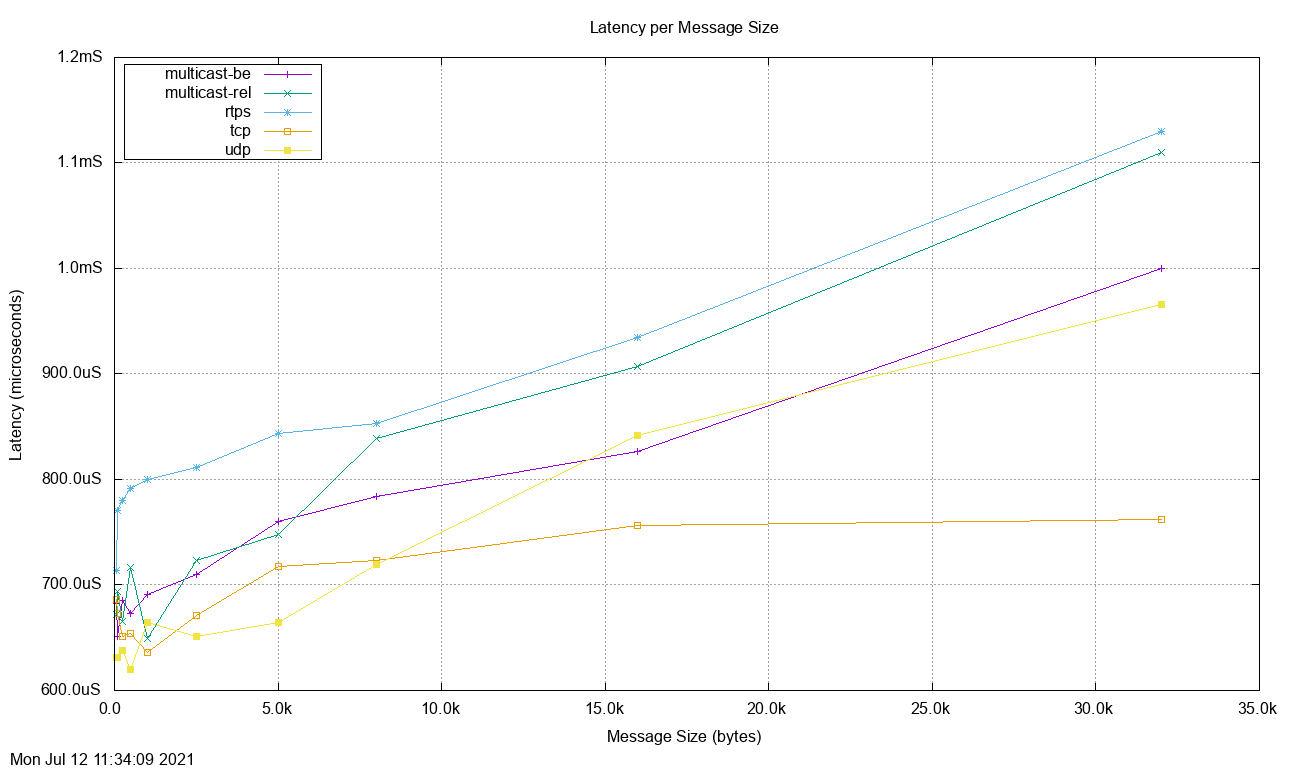 Latency per Message Size
1.2mS
1.1mS
1.0mS
900.0uS
800.0uS
700.0uS
600.0uS
multicast-be
multicast-rel
rtps
tcp
udp
Latency (microseconds)
0.0 5.0k 10.0k 15.0k 20.0k 25.0k 30.0k 35.0k
Message Size (bytes)
Mon Jul 12 11:34:09 2021